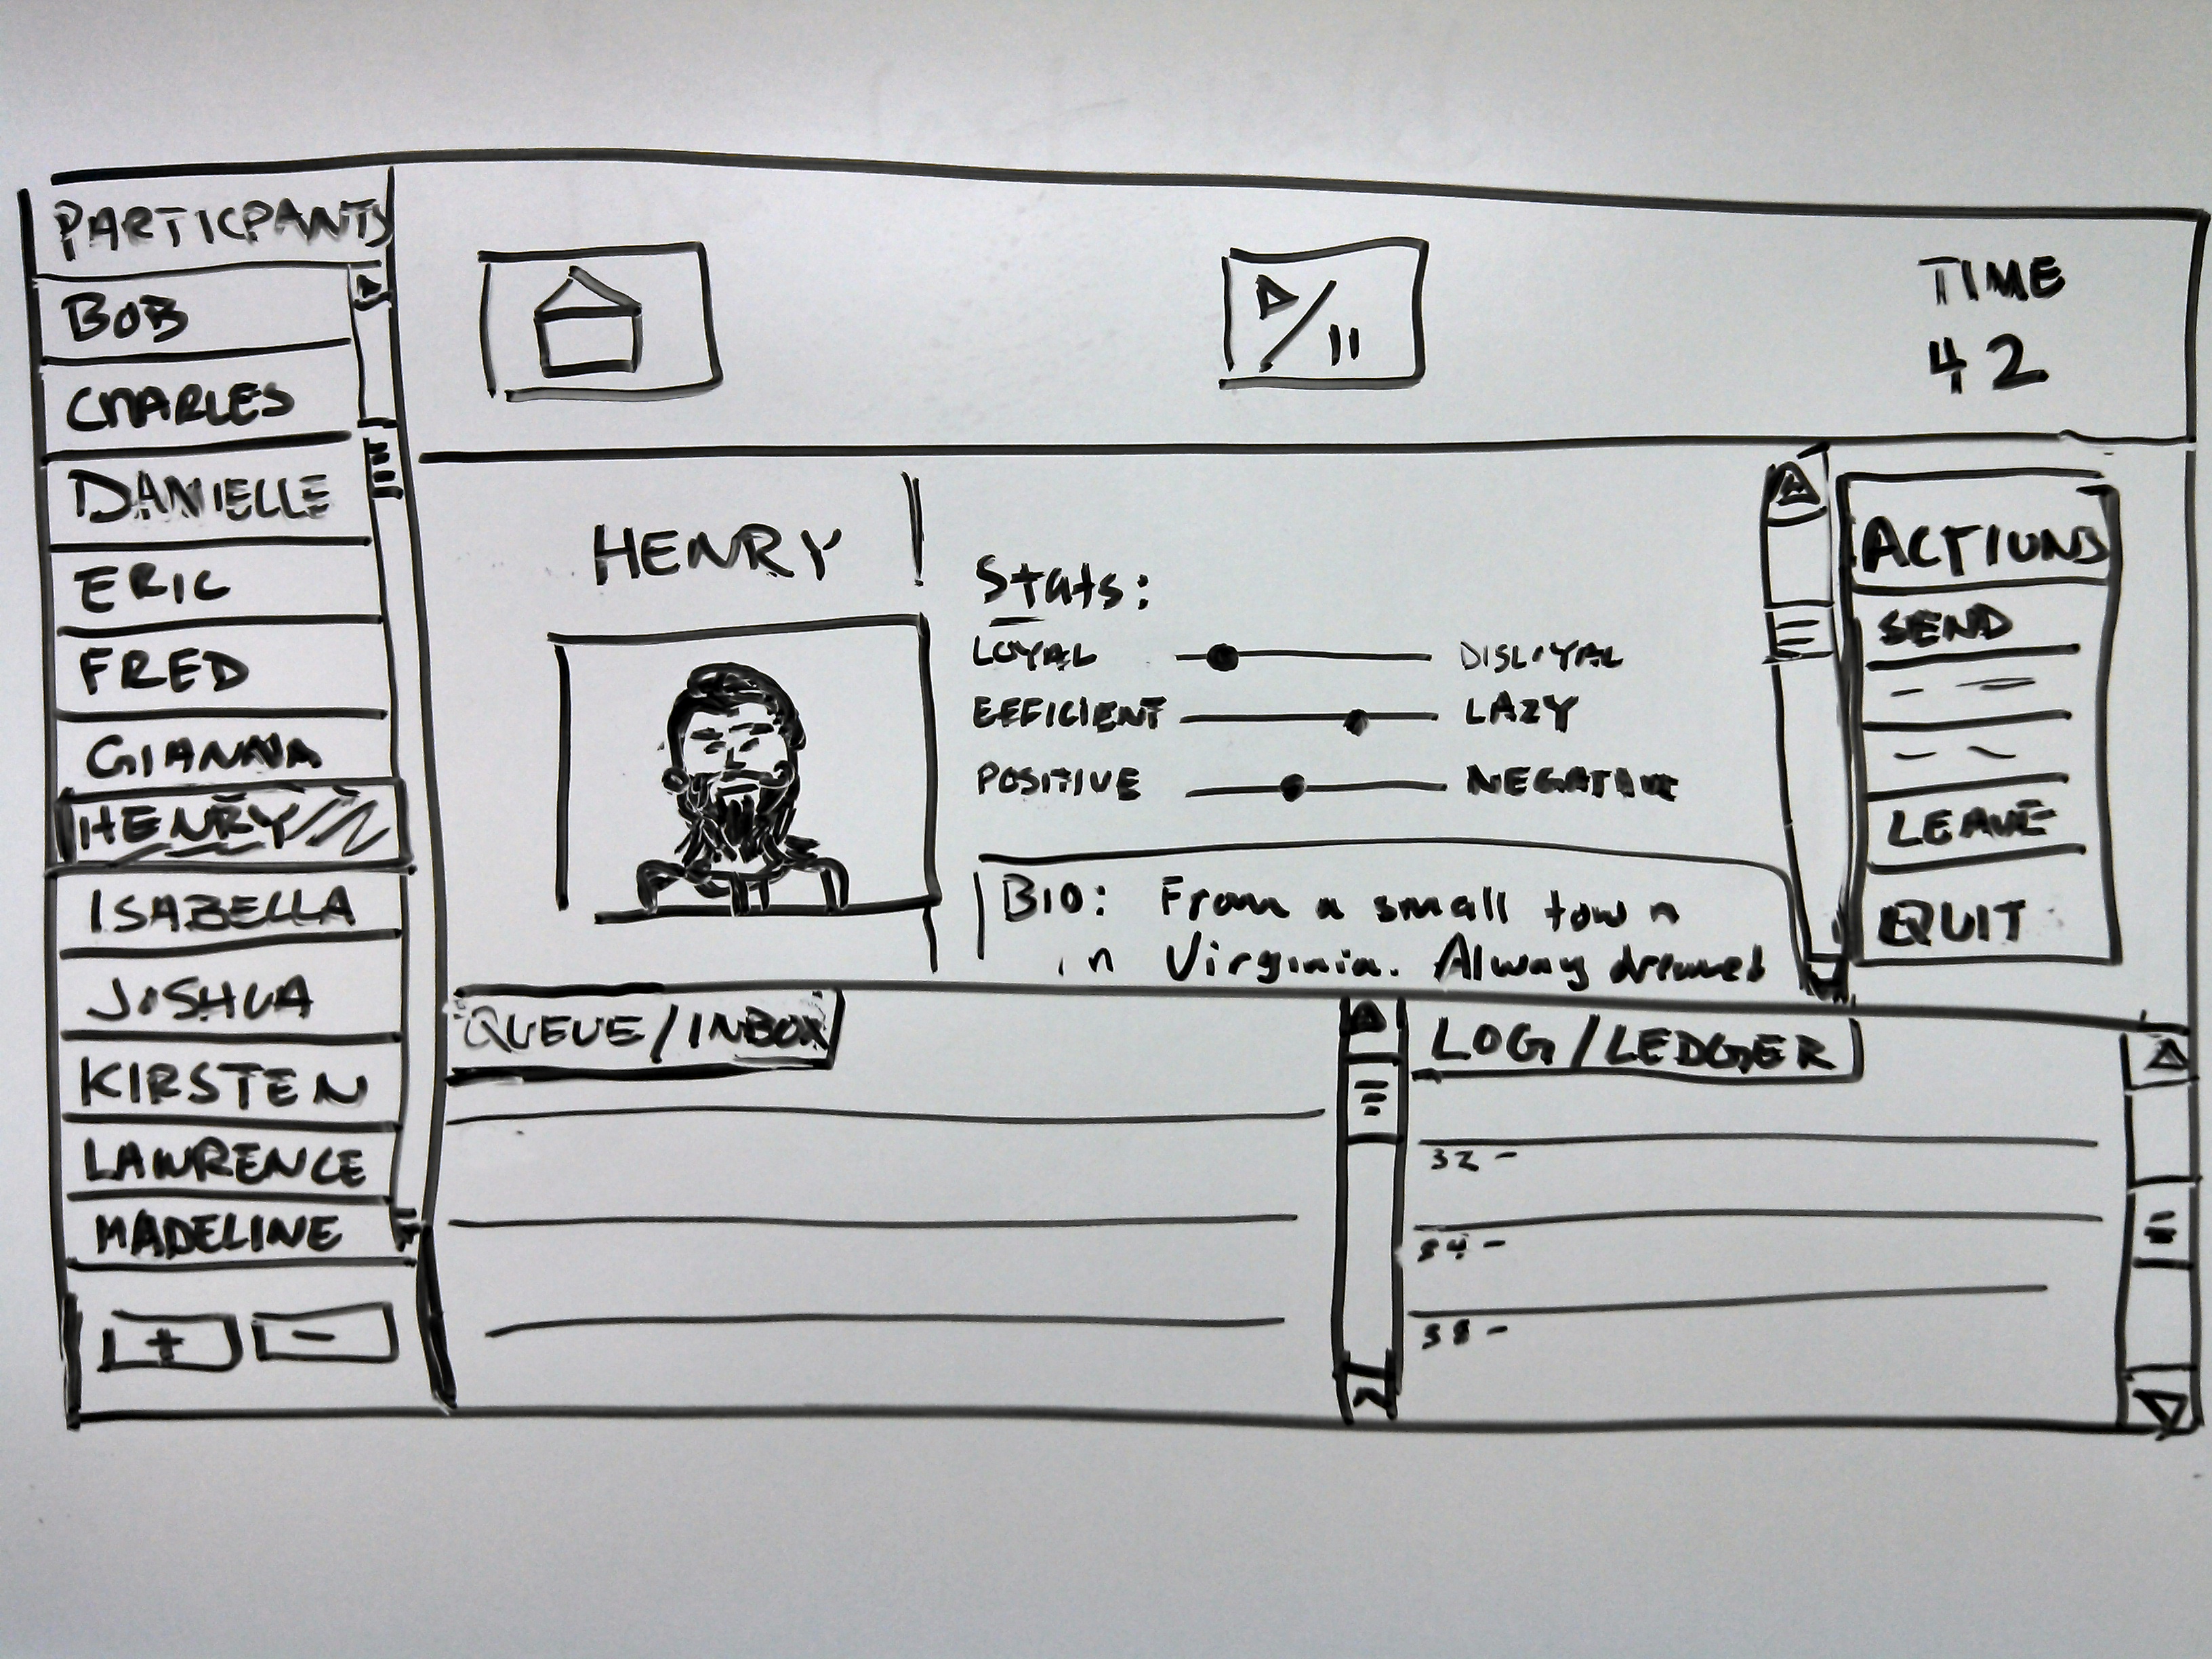 PARTICPANTS
BOB
CHARLES
DANIELLE
ERIC
FRED
GIANNA
HENRY
ISABELLA
JOSHUA
KIRSTEN
LAWRENCE
MADELINE
+ -
TIME
42
HENRY
Stats:
LOYAL DISLOYAL
EFFICIENT LAZY
POSITIVE NEGATIVE
BIO: From a small town
in Virginia. Always dreamed
ACTIONS
SEND
LEAVE
QUIT
QUEUE/INBOX
LOG/LEDGER
32 -
34 -
38 -